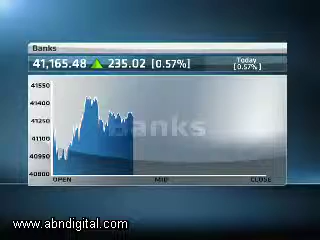 Banks
41,165.48 235.02 [0.57%]
Today
[0.57%]
41550
41400
41250
41100
40950
40800
Banks
OPEN MID CLOSE
www.abndigital.com